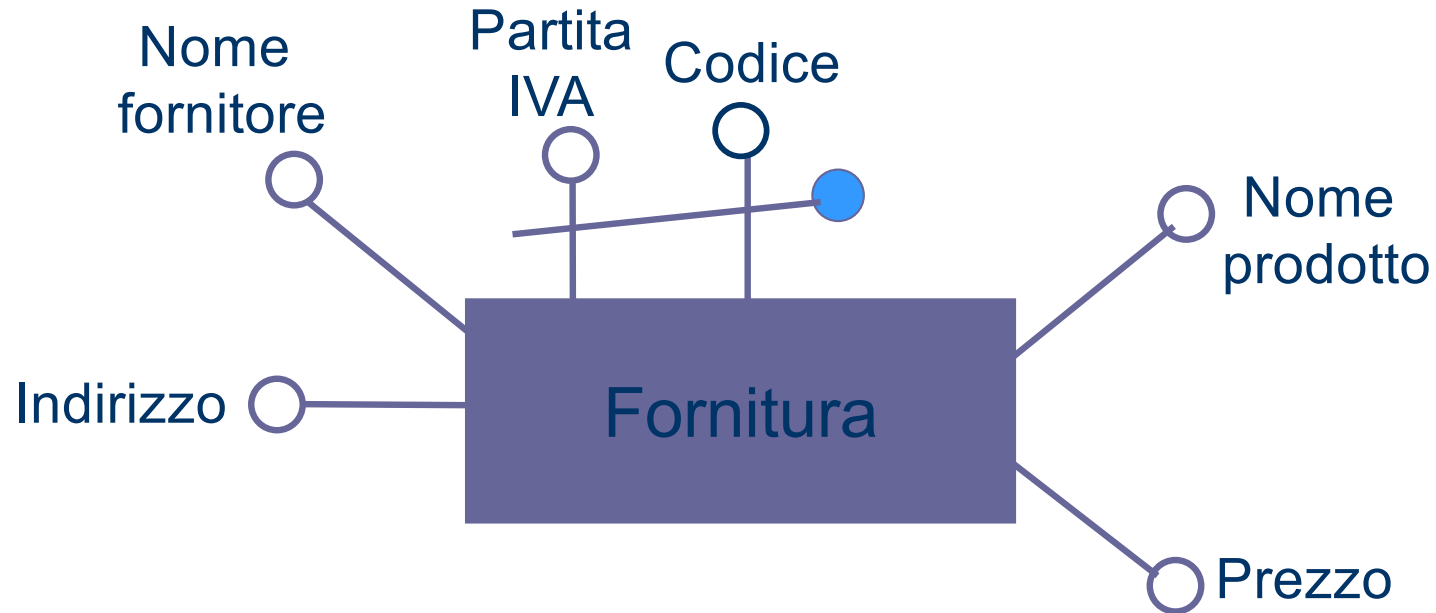 Nome
fornitore
Partita
IVA
Codice
Nome
prodotto
Indirizzo
Fornitura
Prezzo